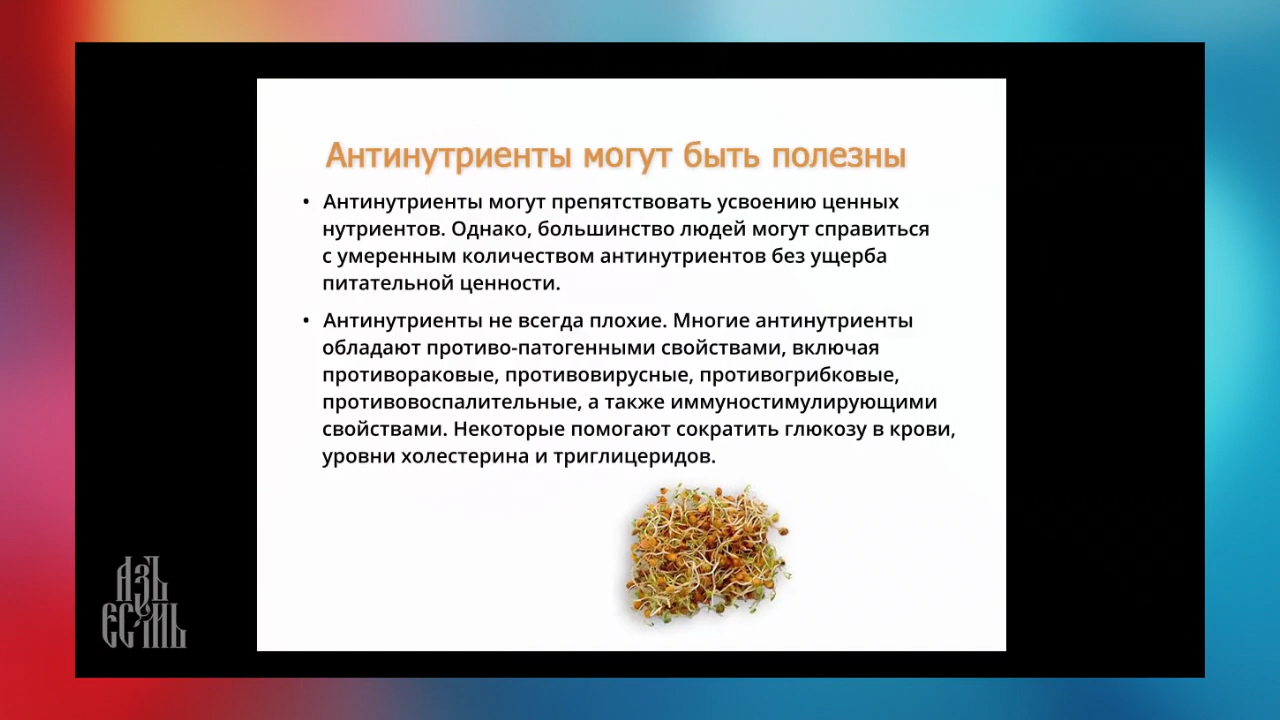 Антинутриенты могут быть полезны
• Антинутриенты могут препятствовать усвоению ценных
нутриентов. Однако, большинство людей могут справиться
с умеренным количеством антинутриентов без ущерба
питательной ценности.
• Антинутриенты не всегда плохие. Многие антинутриенты
обладают противо-патогенными свойствами, включая
противораковые, противовирусные, противогрибковые,
противовоспалительные, а также иммуностимулирующими
свойствами. Некоторые помогают сократить глюкозу в крови,
уровни холестерина и триглицеридов.
АЗЪ
ЕСМЬ